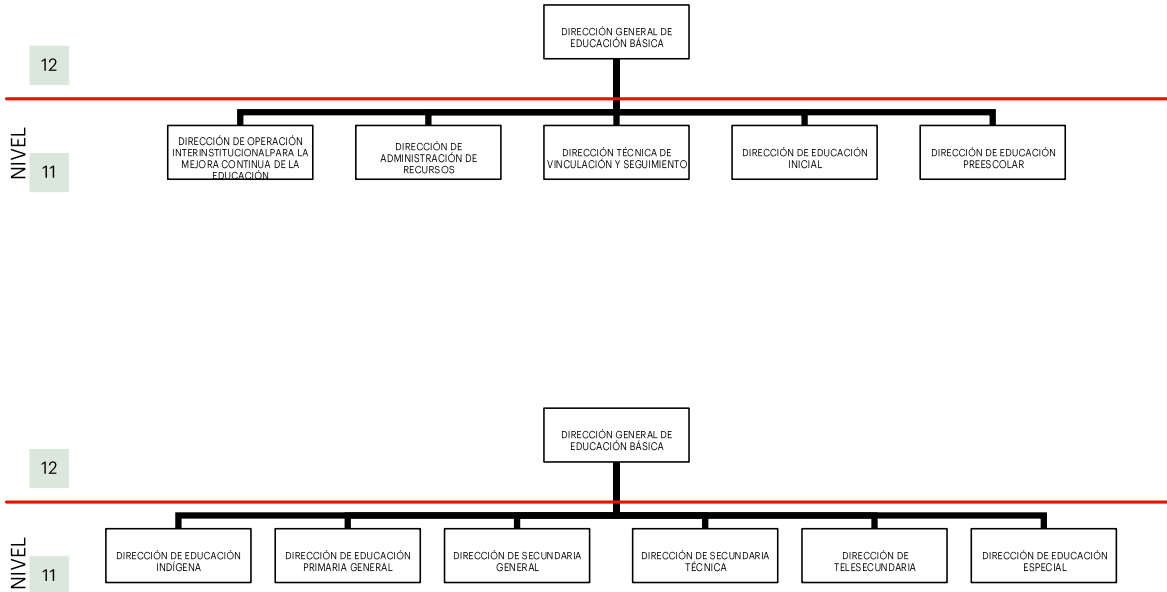 DIRECCIÓN GENERAL DE
EDUCACIÓN BÁSICA
12
NIVEL
11
DIRECCIÓN DE OPERACIÓN
INTERINSTITUCIONALPARA LA
MEJORA CONTINUA DE LA
EDUCACIÓN
DIRECCIÓN DE
ADMINISTRACIÓN DE
RECURSOS
DIRECCIÓN TÉCNICA DE
VINCULACIÓN Y SEGUIMIENTO
DIRECCIÓN DE EDUCACIÓN
INICIAL
DIRECCIÓN DE EDUCACIÓN
PREESCOLAR
DIRECCIÓN GENERAL DE
EDUCACIÓN BÁSICA
12
NIVEL
11
DIRECCIÓN DE EDUCACIÓN
INDÍGENA
DIRECCIÓN DE EDUCACIÓN
PRIMARIA GENERAL
DIRECCIÓN DE SECUNDARIA
GENERAL
DIRECCIÓN DE SECUNDARIA
TÉCNICA
DIRECCIÓN DE
TELESECUNDARIA
DIRECCIÓN DE EDUCACIÓN
ESPECIAL